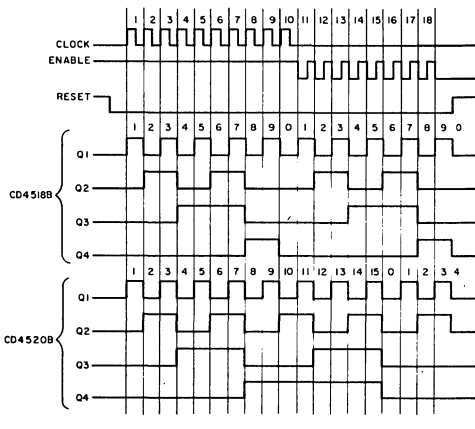 1 2 3 4 5 6 7 8 9 10 11 12 13 14 15 16 17 18
CLOCK
ENABLE
RESET
1 2 3 4 5 6 7 8 9 0 1 2 3 4 5 6 7 8 9 0
Q1
Q2
CD4518B
Q3
Q4
1 2 3 4 5 6 7 8 9 10 11 12 13 14 15 0 1 2 3 4
Q1
Q2
CD4520B
Q3
Q4